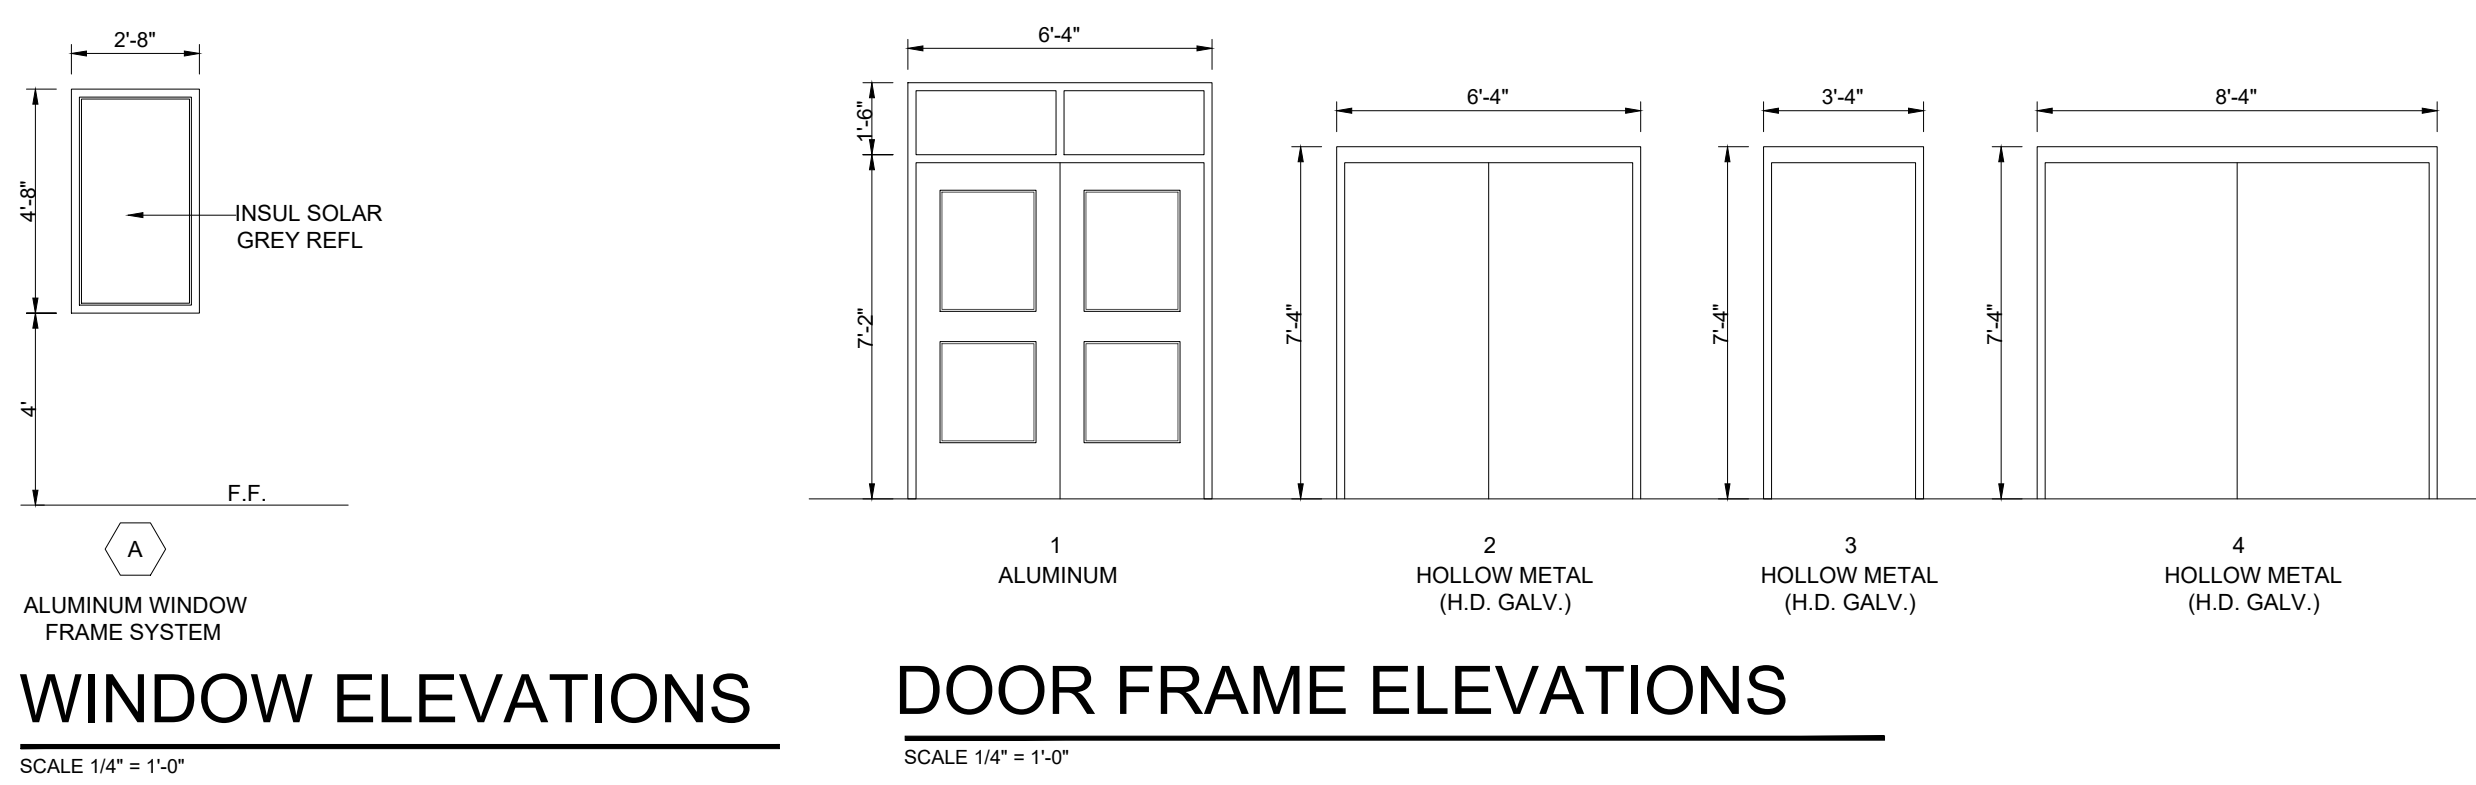 2'-8"
4'-8"
INSUL SOLAR
GREY REFL
4'
F.F.
A
ALUMINUM WINDOW
FRAME SYSTEM
WINDOW ELEVATIONS
SCALE 1/4" = 1'-0"
6'-4"
1'-6"
7'-2"
1
ALUMINUM
6'-4"
7'-4"
2
HOLLOW METAL
(H.D. GALV.)
3'-4"
7'-4"
3
HOLLOW METAL
(H.D. GALV.)
8'-4"
7'-4"
4
HOLLOW METAL
(H.D. GALV.)
DOOR FRAME ELEVATIONS
SCALE 1/4" = 1'-0"